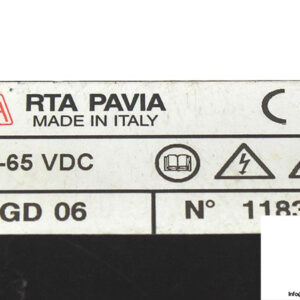 RTA PAVIA
MADE IN ITALY
-65 VDC
GD 06 N° 1183